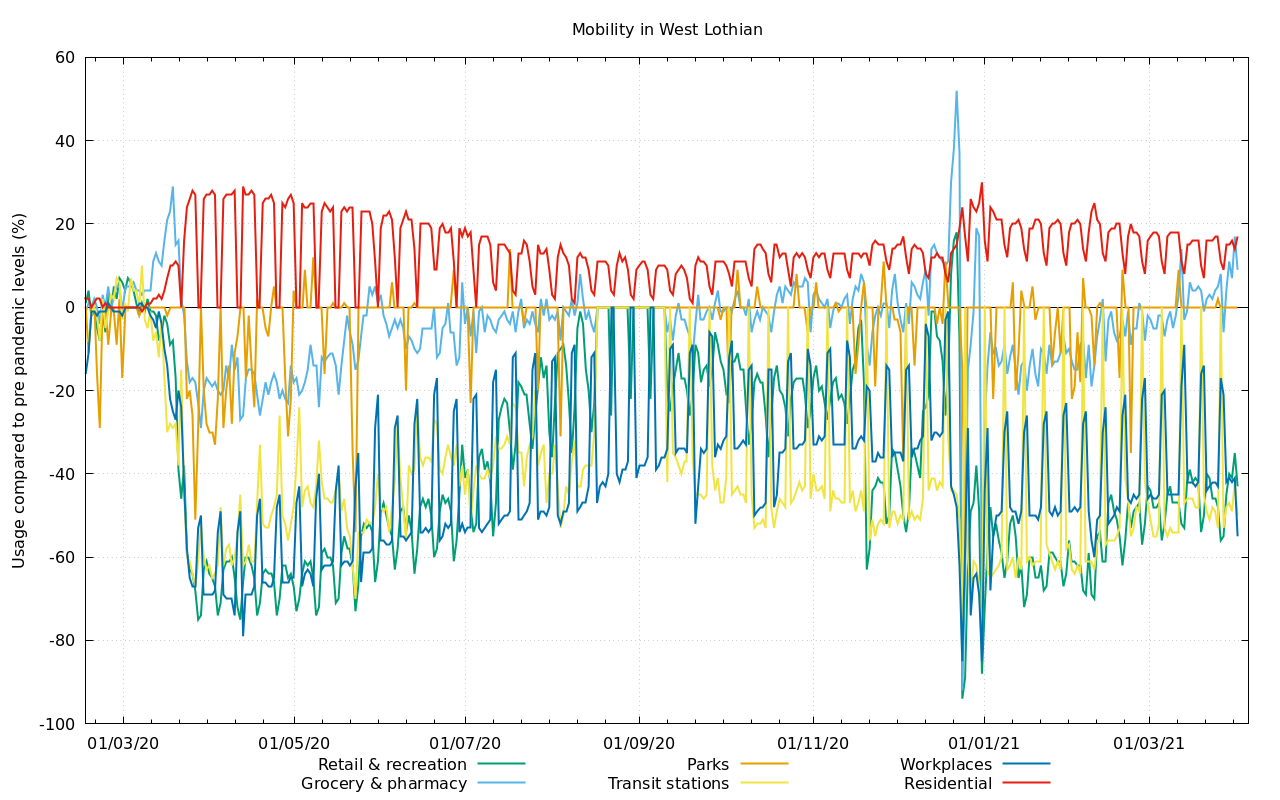 Mobility in West Lothian
Usage compared to pre pandemic levels (%)
60
40
20
0
-20
-40
-60
-80
-100
01/03/20 01/05/20 01/07/20 01/09/20 01/11/20 01/01/21 01/03/21
Retail & recreation Parks Workplaces
Grocery & pharmacy Transit stations Residential